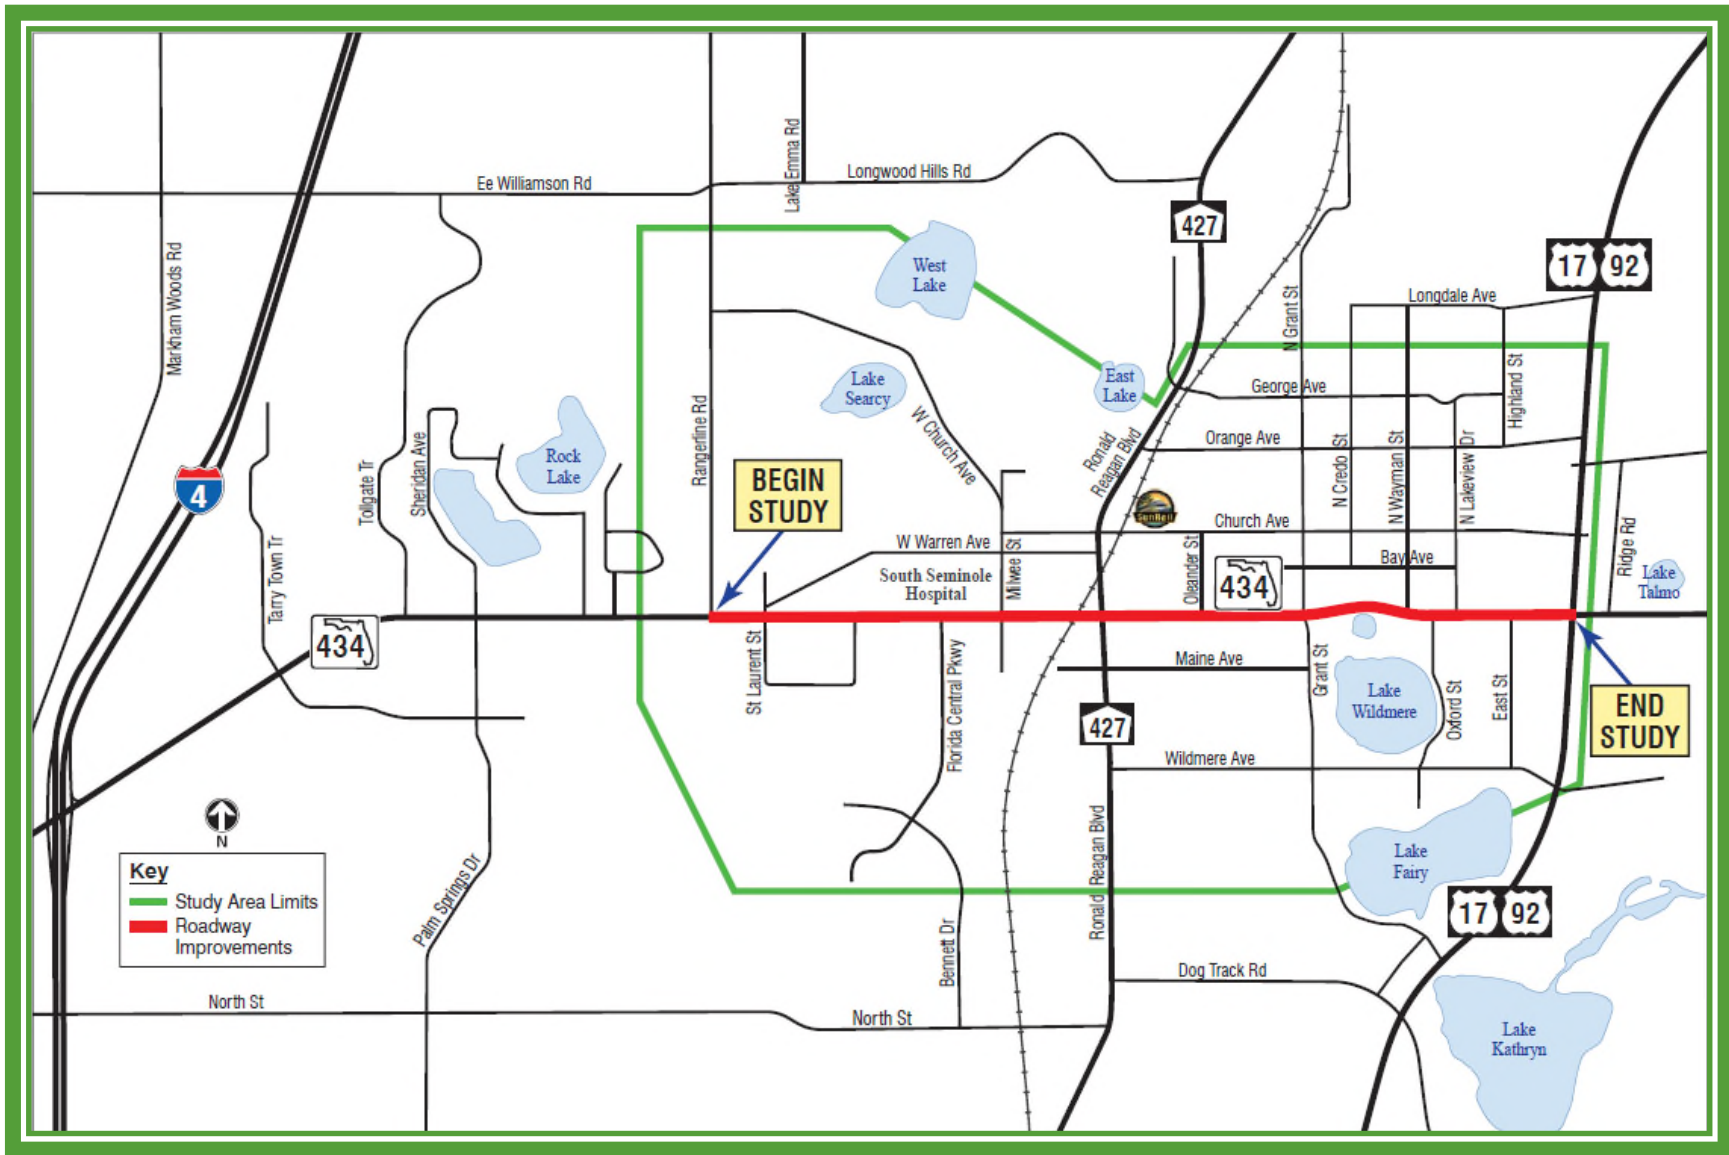 Ee Williamson Rd
Longwood Hills Rd
Lake Emma Rd
Markham Woods Rd
427
17 92
West
Lake
Longdale Ave
N Grant St
Lake
Searcy
East
Lake
George Ave
Highland St
Rangerline Rd
W Church Ave
Ronald
Reagan Blvd
Orange Ave
N Credo St
N Wayman St
N Lakeview Dr
Rock
Lake
Tollgate Tr
Sheridan Ave
4
BEGIN
STUDY
SunRail
Church Ave
W Warren Ave
Milwee St
Bay Ave
Ridge Rd
Tarry Town Tr
South Seminole
Hospital
Oleander St
434
Lake
Talmo
434
St Laurent St
Florida Central Pkwy
Maine Ave
Grant St
Lake
Wildmere
Oxford St
East St
END
STUDY
427
Wildmere Ave
N
Key
Study Area Limits
Roadway
Improvements
Palm Springs Dr
Ronald Reagan Blvd
Lake
Fairy
17 92
Bennett Dr
Dog Track Rd
North St
North St
Lake
Kathryn